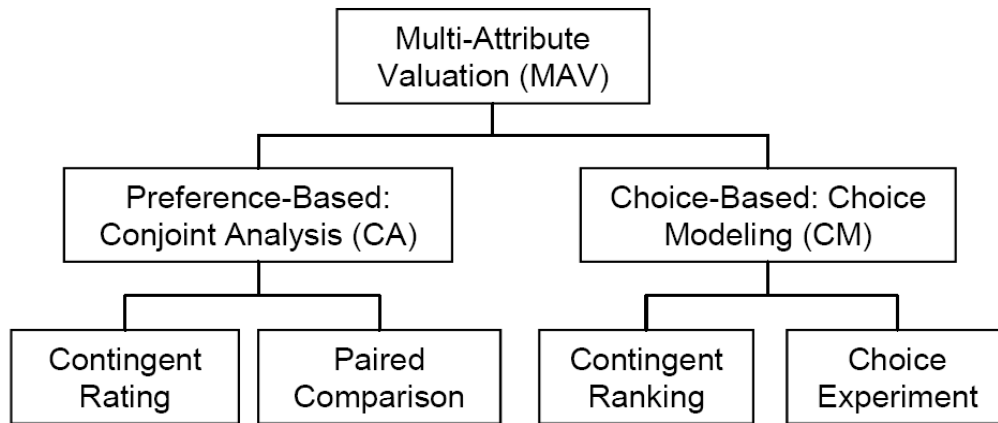 Multi-Attribute
Valuation (MAV)
Preference-Based:
Conjoint Analysis (CA)
Choice-Based: Choice
Modeling (CM)
Contingent
Rating
Paired
Comparison
Contingent
Ranking
Choice
Experiment